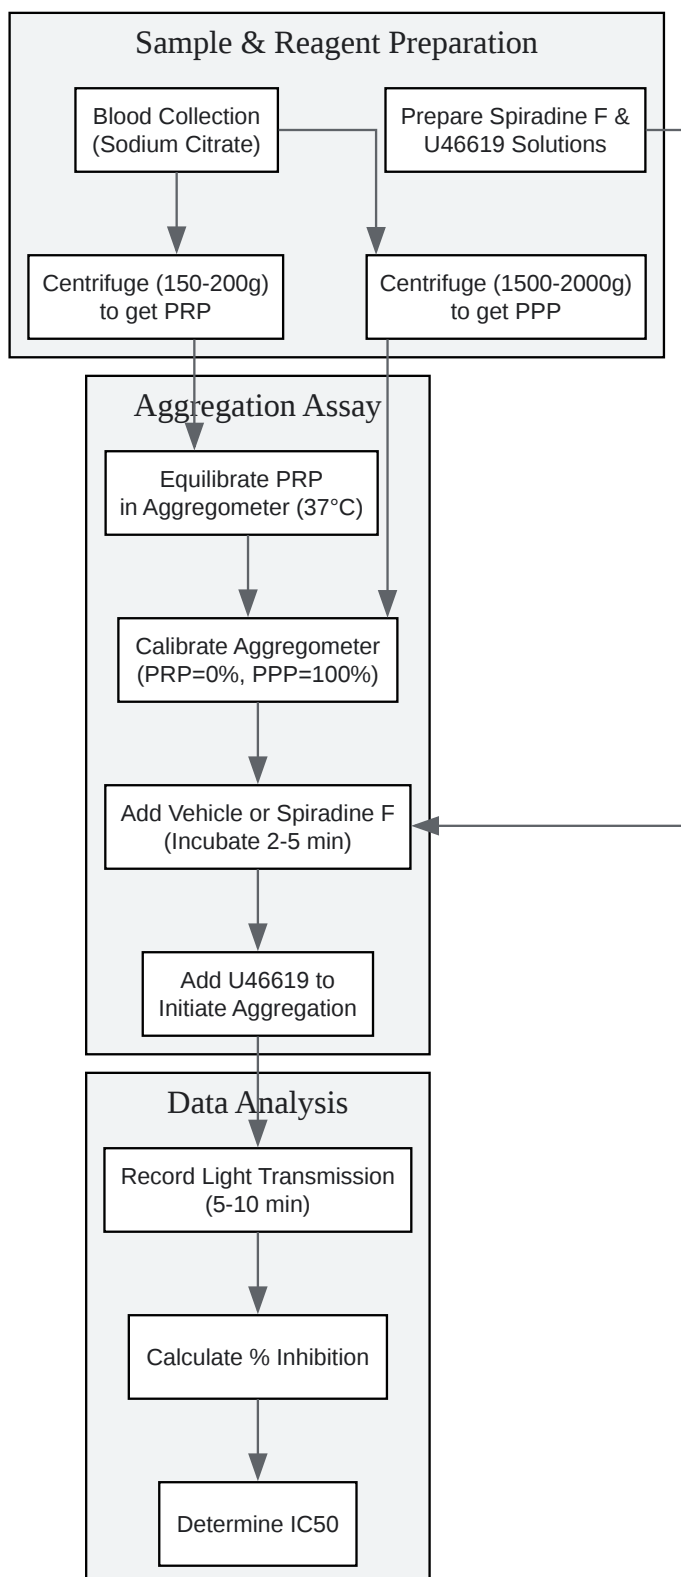 Sample & Reagent Preparation
Blood Collection
(Sodium Citrate)
Prepare Spiradine F &
U46619 Solutions
Centrifuge (150-200g)
to get PRP
Centrifuge (1500-2000g)
to get PPP
Aggregation Assay
Equilibrate PRP
in Aggregometer (37°C)
Calibrate Aggregometer
(PRP=0%, PPP=100%)
Add Vehicle or Spiradine F
(Incubate 2-5 min)
Add U46619 to
Initiate Aggregation
Data Analysis
Record Light Transmission
(5-10 min)
Calculate % Inhibition
Determine IC50